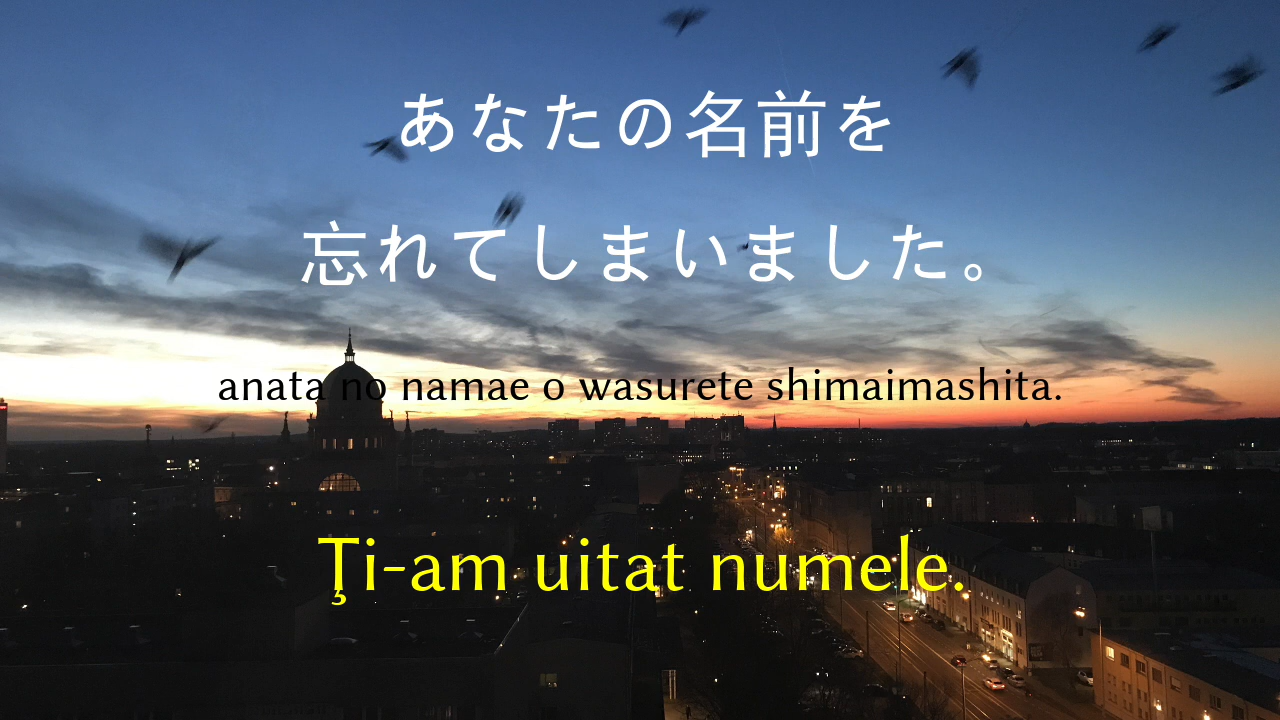 あなたの名前を
忘れてしまいました。
anata no namae o wasurete shimaimashita.
Ţi-am uitat numele.